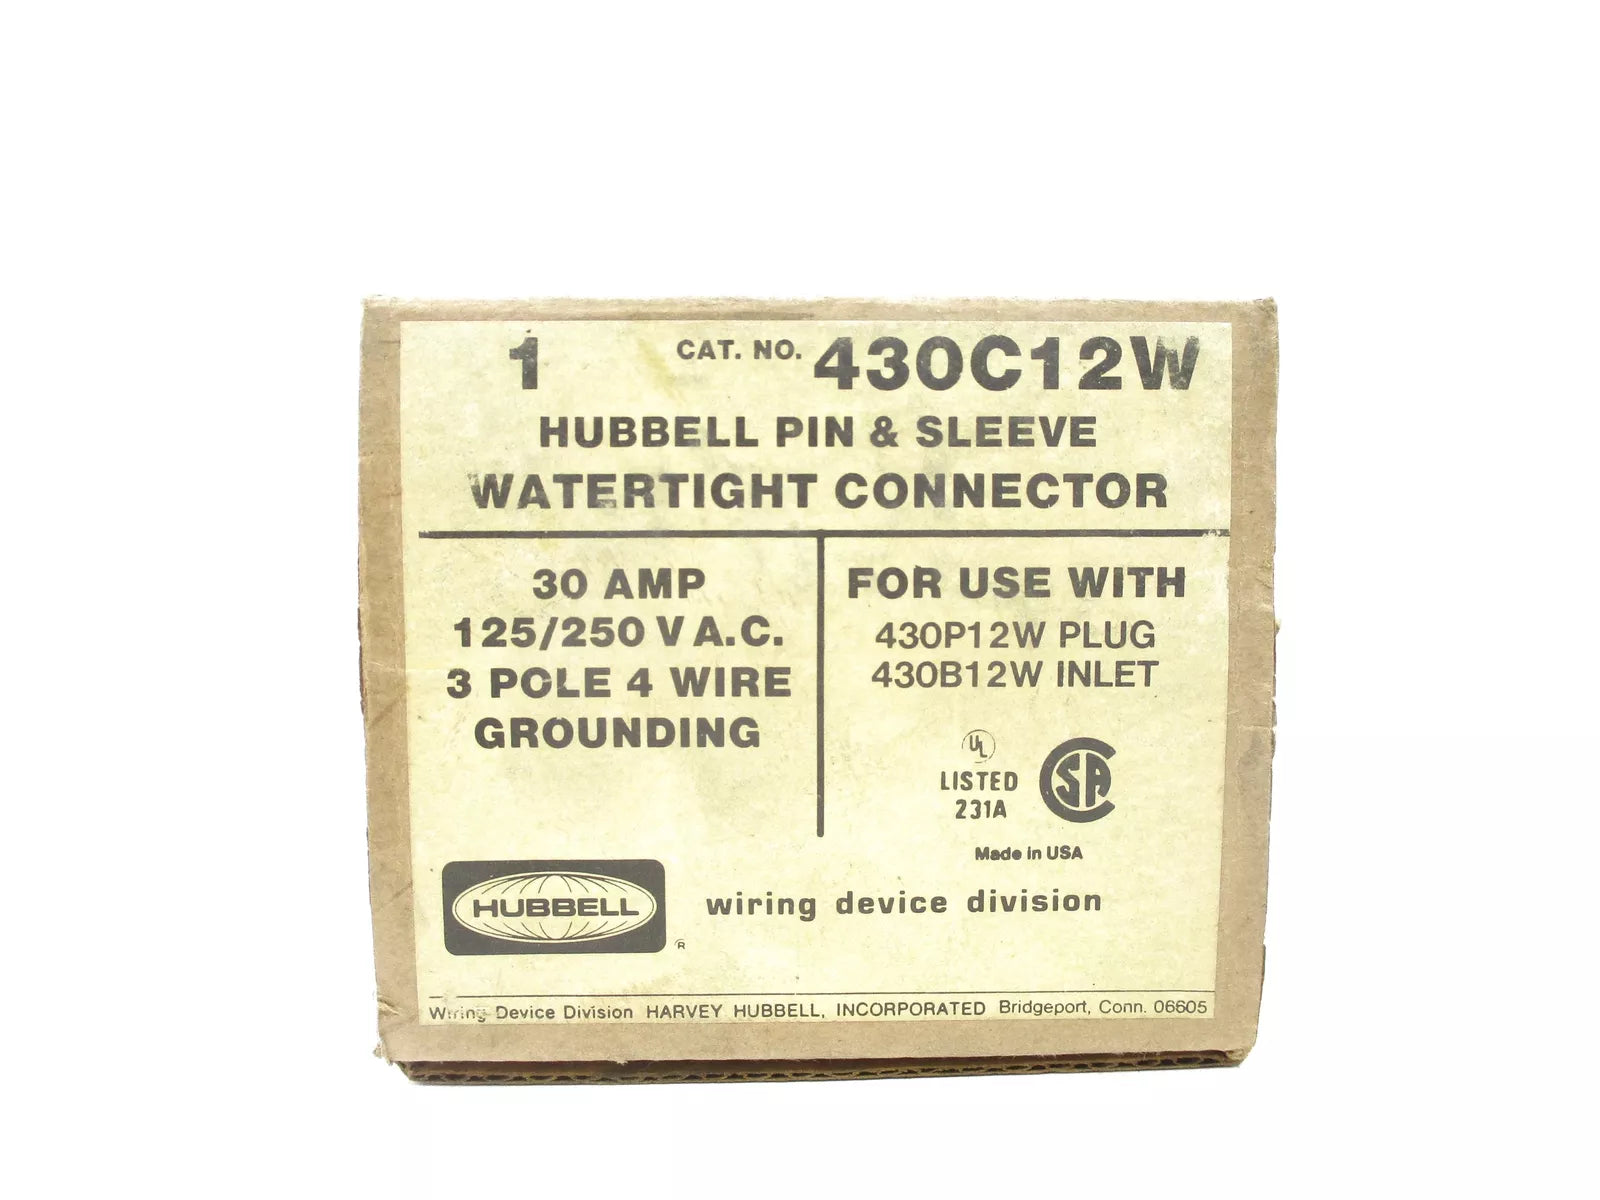 1 CAT. NO. 430C12W
HUBBELL PIN & SLEEVE
WATERTIGHT CONNECTOR
30 AMP
125/250 V A.C.
3 POLE 4 WIRE
GROUNDING
FOR USE WITH
430P12W PLUG
430B12W INLET
UL
LISTED
231A
CSA
Made in USA
HUBBELL
®
wiring device division
Wiring Device Division HARVEY HUBBELL, INCORPORATED Bridgeport, Conn. 06605